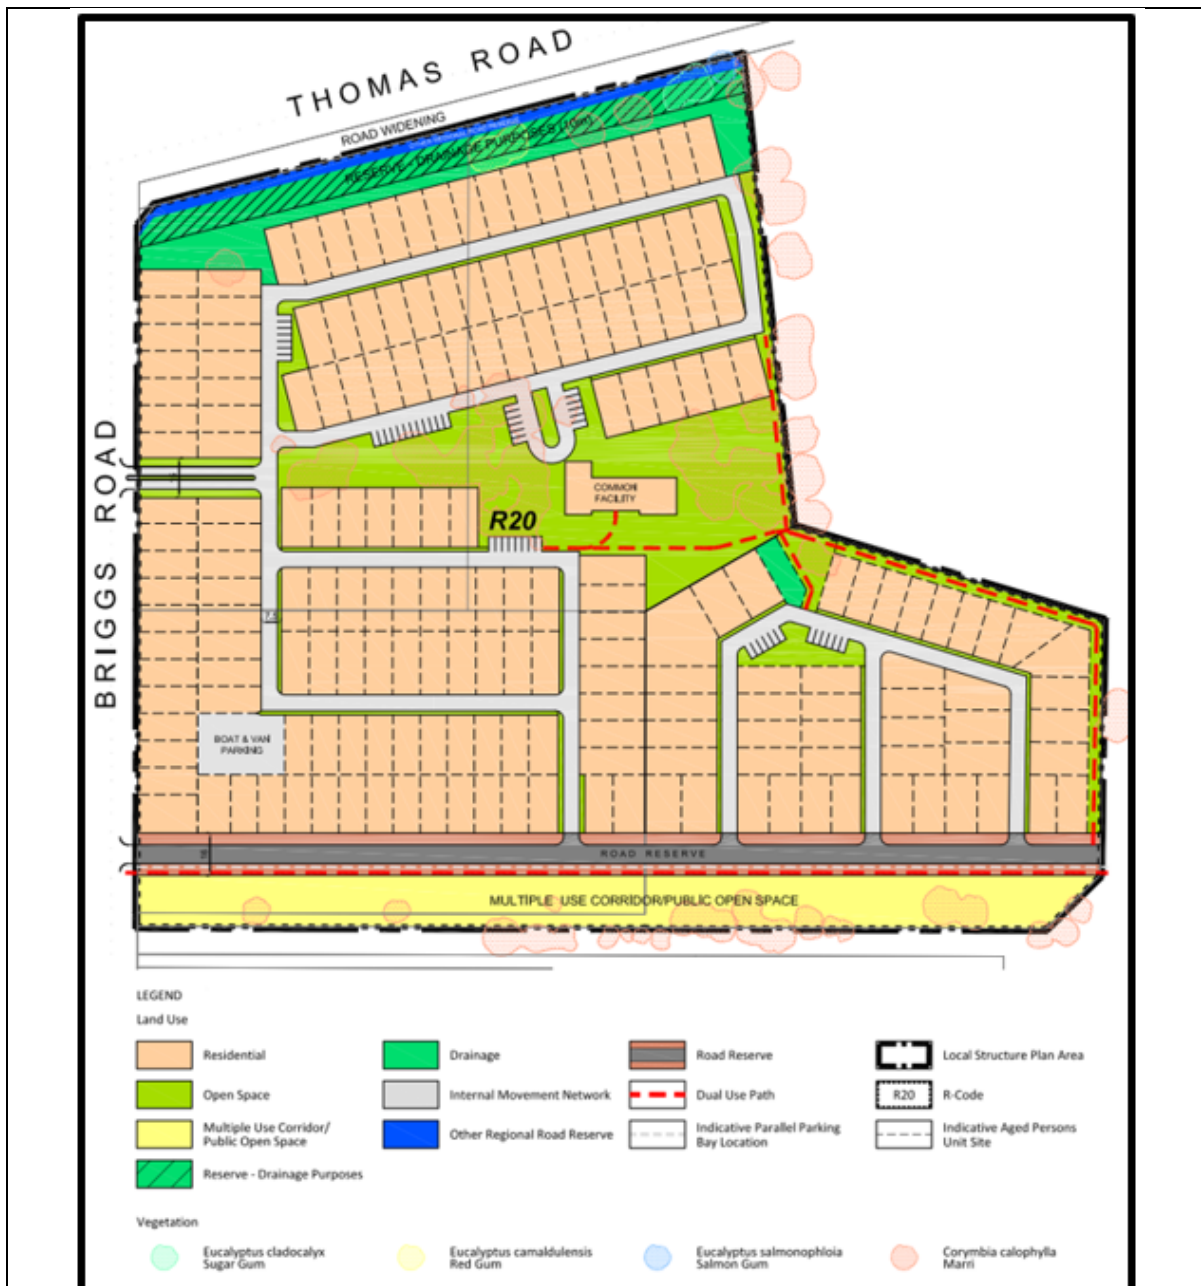 THOMAS ROAD
ROAD WIDENING
RESERVE - DRAINAGE PURPOSES (10m)
BRIGGS ROAD
COMMON
FACILITY
R20
7.5
BOAT & VAN
PARKING
ROAD RESERVE
MULTIPLE USE CORRIDOR/PUBLIC OPEN SPACE
LEGEND
Land Use
Residential
Drainage
Road Reserve
Local Structure Plan Area
Open Space
Internal Movement Network
Dual Use Path
R20
R-Code
Multiple Use Corridor/
Public Open Space
Other Regional Road Reserve
Indicative Parallel Parking
Bay Location
Indicative Aged Persons
Unit Site
Reserve - Drainage Purposes
Vegetation
Eucalyptus cladocalyx
Sugar Gum
Eucalyptus camaldulensis
Red Gum
Eucalyptus salmonophloia
Salmon Gum
Corymbia calophylla
Marri